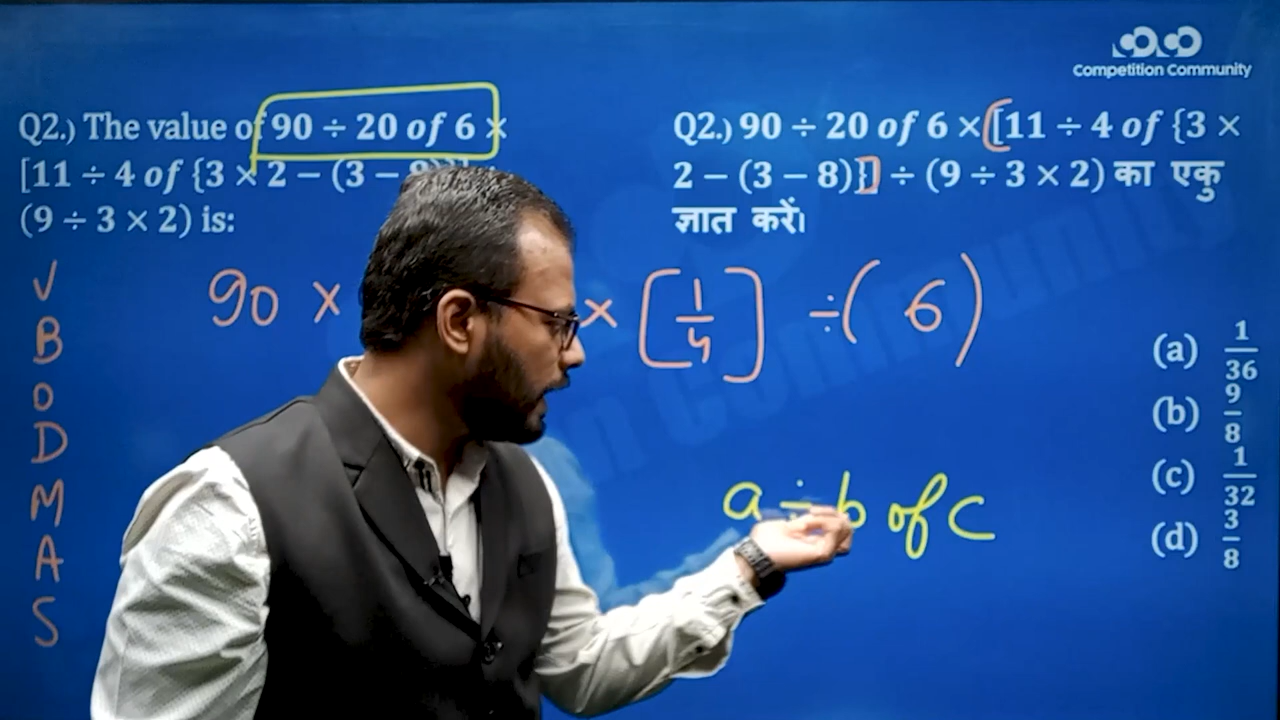 Competition Community
Q2.) The value of 90 ÷ 20 of 6 ×
[11 ÷ 4 of {3 × 2 − (3 − 8)}]
(9 ÷ 3 × 2) is:
Q2.) 90 ÷ 20 of 6 × [11 ÷ 4 of {3 ×
2 − (3 − 8)}] ÷ (9 ÷ 3 × 2) का एकु
ज्ञात करें।
V
B
O
D
M
A
S
90 ×
× [1/4] ÷ (6)
a ÷ b of c
(a) 1/36
(b) 9/8
(c) 1/32
(d) 3/8